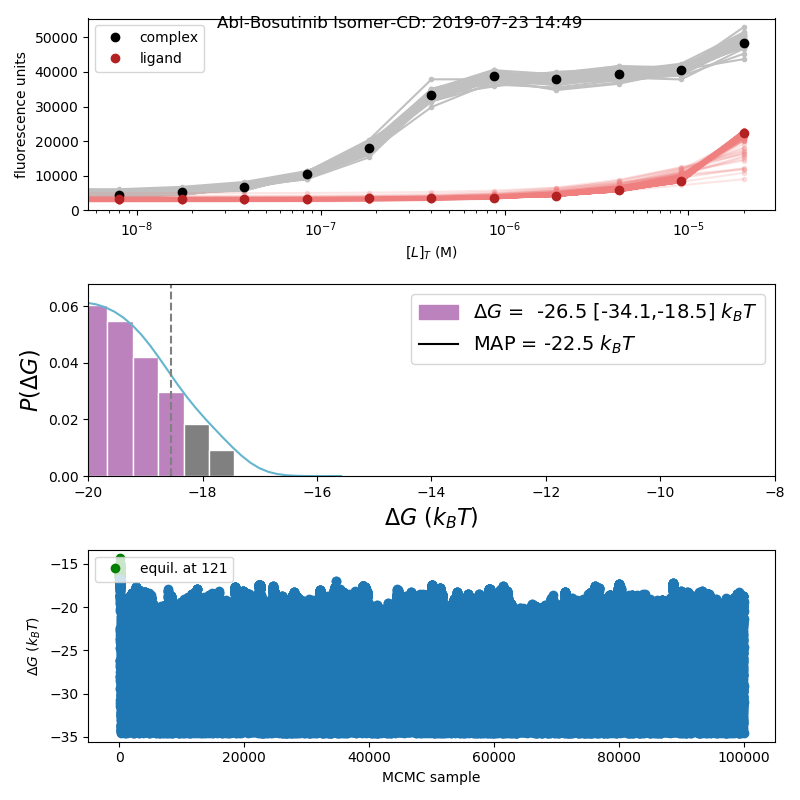 Abl-Bosutinib Isomer-CD: 2019-07-23 14:49
complex
ligand
fluorescence units
50000
40000
30000
20000
10000
0
10⁻⁸
10⁻⁷
10⁻⁶
10⁻⁵
[L]_T (M)
ΔG = -26.5 [-34.1,-18.5] k_BT
MAP = -22.5 k_BT
P(ΔG)
0.06
0.04
0.02
0.00
−20
−18
−16
−14
−12
−10
−8
ΔG (k_BT)
equil. at 121
ΔG (k_BT)
−15
−20
−25
−30
−35
0
20000
40000
60000
80000
100000
MCMC sample